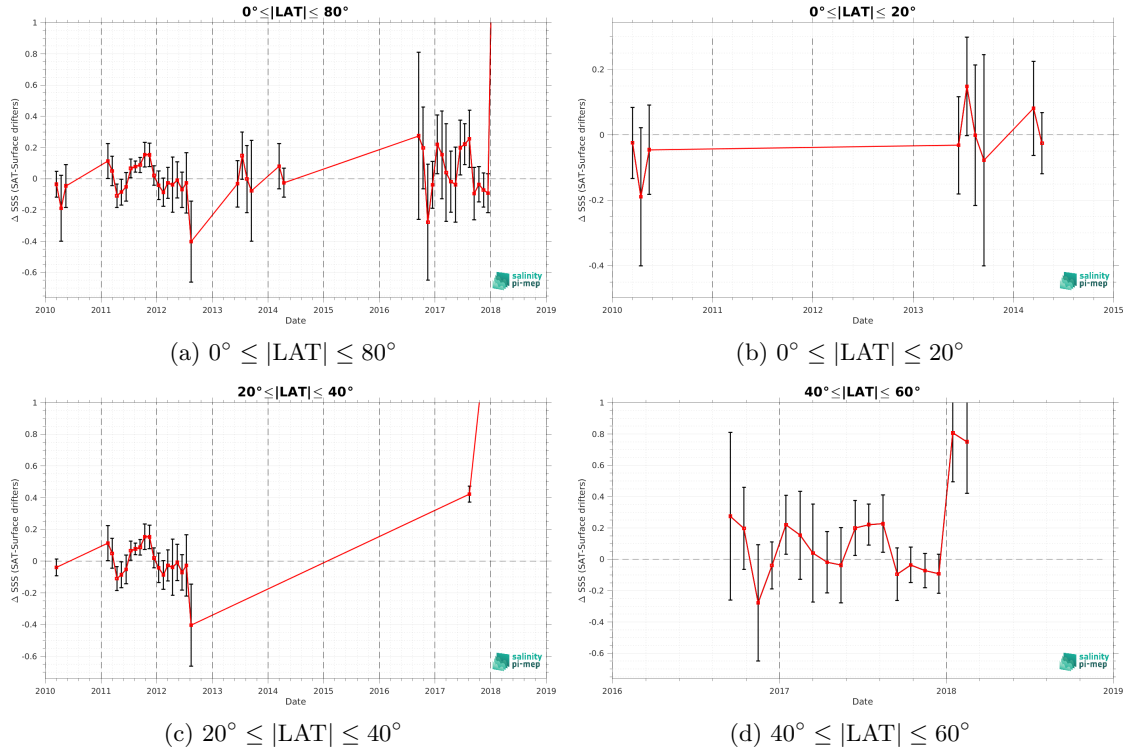 0°≤|LAT|≤ 80°
1
0.8
0.6
0.4
0.2
0
-0.2
-0.4
-0.6
Δ SSS (SAT-Surface drifters)
2010 2011 2012 2013 2014 2015 2016 2017 2018 2019
Date
salinity
pi-mep
(a) 0° ≤ |LAT| ≤ 80°
0°≤|LAT|≤ 20°
0.2
0
-0.2
-0.4
Δ SSS (SAT-Surface drifters)
2010 2011 2012 2013 2014 2015
Date
salinity
pi-mep
(b) 0° ≤ |LAT| ≤ 20°
20°≤|LAT|≤ 40°
1
0.8
0.6
0.4
0.2
0
-0.2
-0.4
-0.6
Δ SSS (SAT-Surface drifters)
2010 2011 2012 2013 2014 2015 2016 2017 2018 2019
Date
salinity
pi-mep
(c) 20° ≤ |LAT| ≤ 40°
40°≤|LAT|≤ 60°
1
0.8
0.6
0.4
0.2
0
-0.2
-0.4
-0.6
Δ SSS (SAT-Surface drifters)
2016 2017 2018 2019
Date
salinity
pi-mep
(d) 40° ≤ |LAT| ≤ 60°